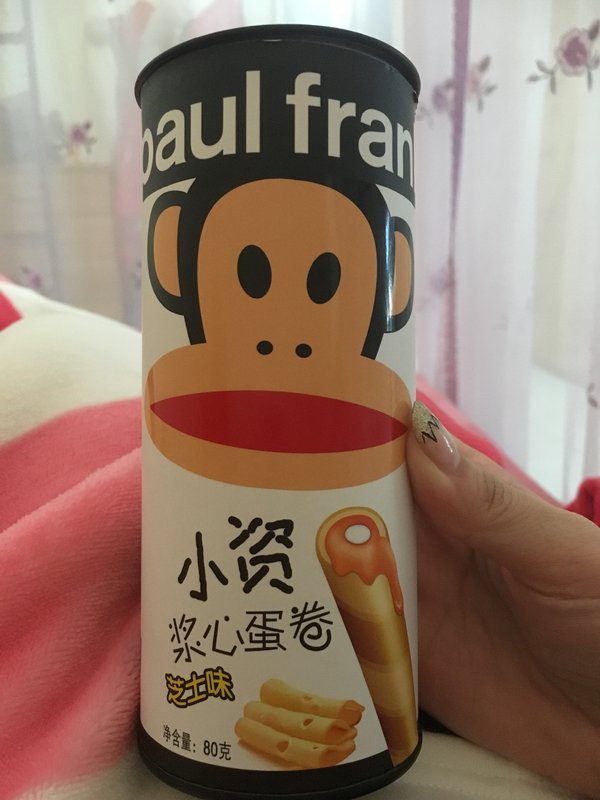 paul fran
小资
浆心蛋卷
芝士味
净含量：80克